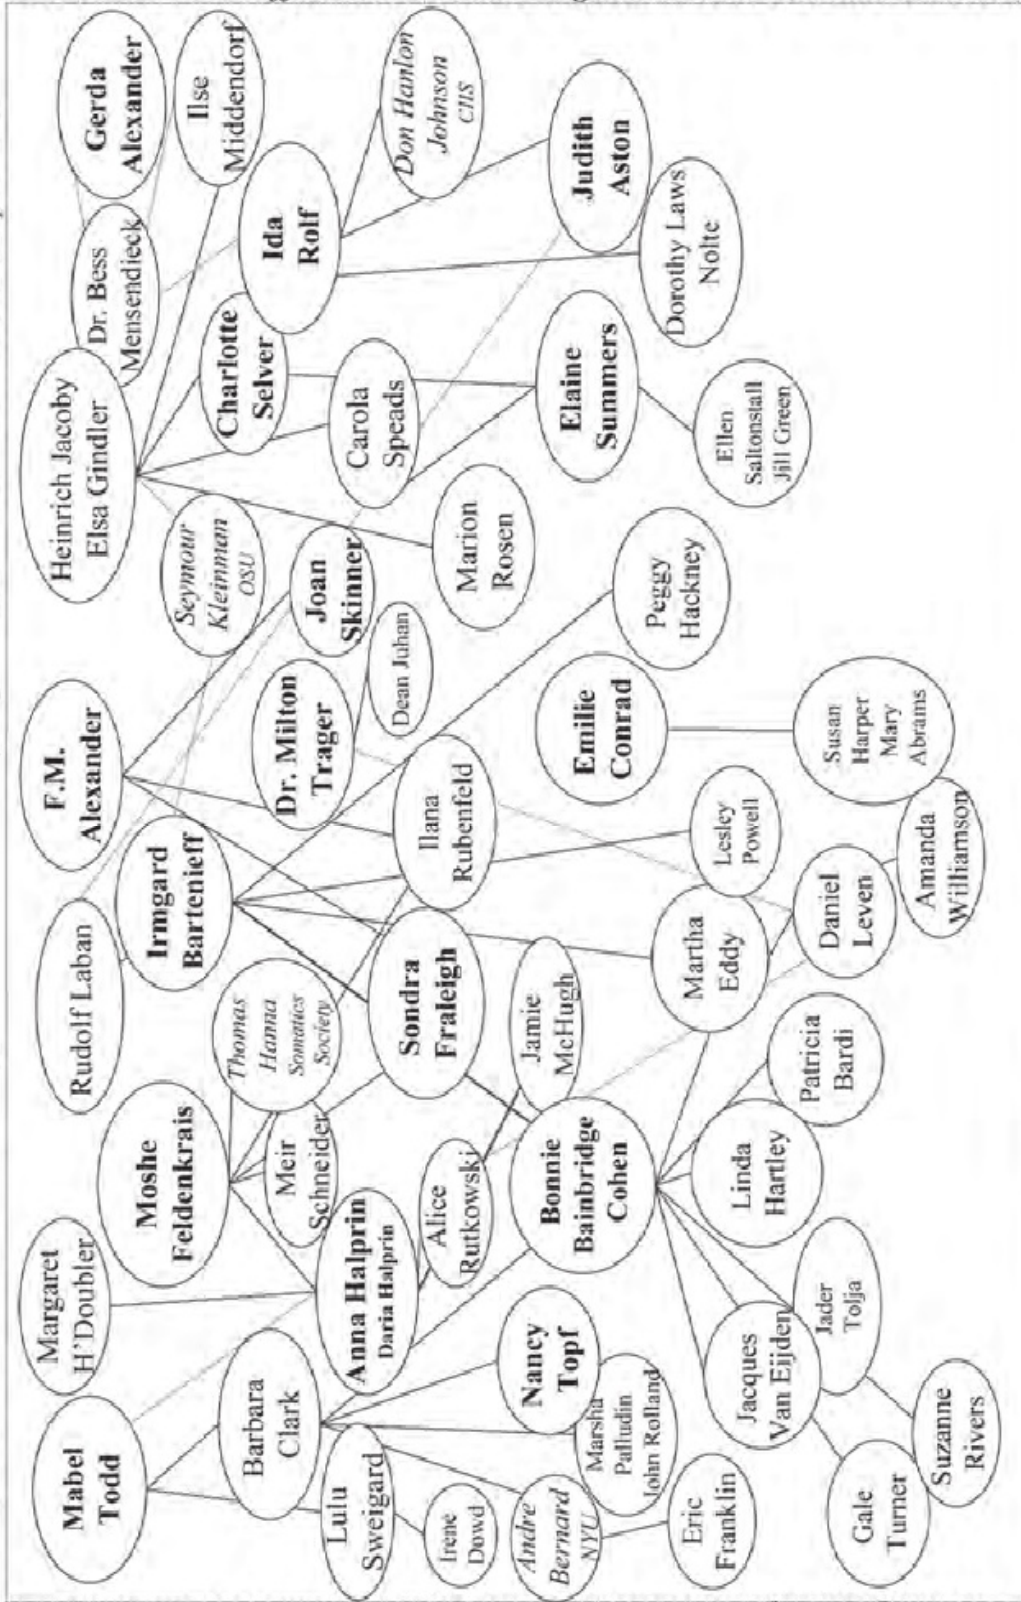 Mabel
Todd
Margaret
H'Doubler
Moshe
Feldenkrais
Rudolf Laban
F.M.
Alexander
Heinrich Jacoby
Elsa Gindler
Dr. Bess
Mensendieck
Gerda
Alexander
Ilse
Middendorf
Barbara
Clark
Irmgard
Bartenieff
Thomas
Hanna
Somatics
Society
Meir
Schneider
Seymour
Kleinman
OSU
Charlotte
Selver
Ida
Rolf
Lulu
Sweigard
Anna Halprin
Daria Halprin
Dr. Milton
Trager
Joan
Skinner
Carola
Speads
Don Hanlon
Johnson
CIIS
Irene
Dowd
Alice
Rutkowski
Sondra
Fraleigh
Ilana
Rubenfeld
Dean Juhan
Marion
Rosen
Andre
Bernard
NYU
Nancy
Topf
Marsha
Palludin
John Rolland
Bonnie
Bainbridge
Cohen
Jamie
McHugh
Emilie
Conrad
Elaine
Summers
Judith
Aston
Peggy
Hackney
Dorothy Laws
Nolte
Eric
Franklin
Jacques
Van Eijden
Linda
Hartley
Martha
Eddy
Lesley
Powell
Ellen
Saltonstall
Jill Green
Jader
Tolja
Patricia
Bardi
Daniel
Leven
Susan
Harper
Mary
Abrams
Gale
Turner
Suzanne
Rivers
Amanda
Williamson